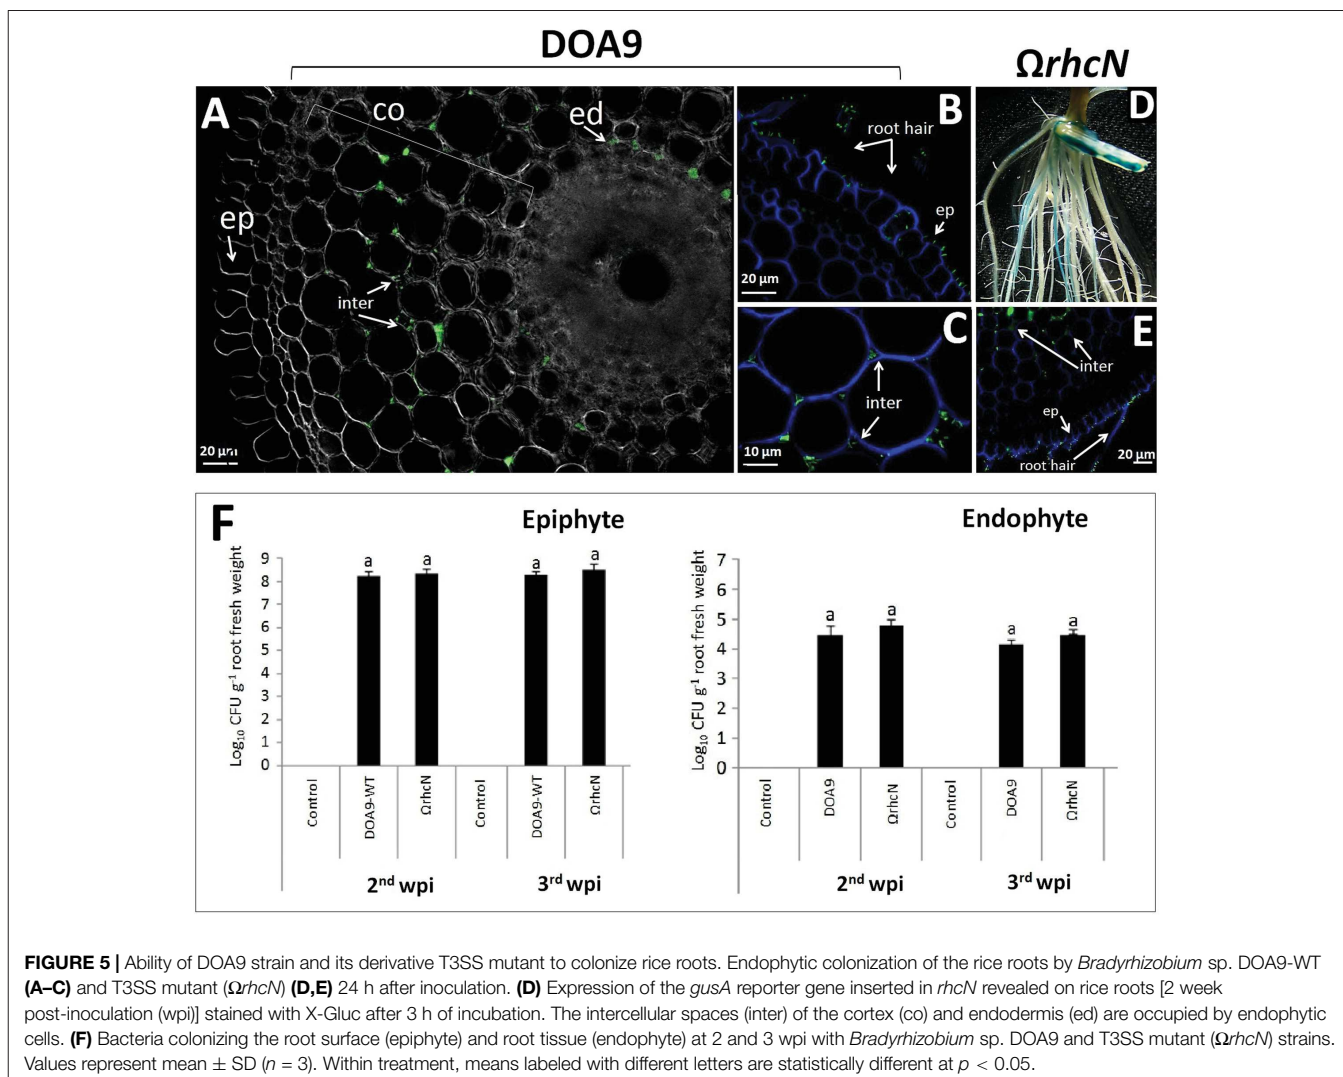 DOA9
ΩrhcN
A
co
ed
ep
inter
20 µm
B
root hair
ep
20 µm
C
inter
10 µm
D
E
inter
ep
root hair
20 µm
F
Epiphyte
Log₁₀ CFU g⁻¹ root fresh weight
9
8
7
6
5
4
3
2
1
0
a
a
a
a
Control
DOA9-WT
ΩrhcN
Control
DOA9-WT
ΩrhcN
2ⁿᵈ wpi
3ʳᵈ wpi
Endophyte
Log₁₀ CFU g⁻¹ root fresh weight
7
6
5
4
3
2
1
0
a
a
a
a
Control
DOA9
ΩrhcN
Control
DOA9
ΩrhcN
2ⁿᵈ wpi
3ʳᵈ wpi
FIGURE 5 | Ability of DOA9 strain and its derivative T3SS mutant to colonize rice roots. Endophytic colonization of the rice roots by Bradyrhizobium sp. DOA9-WT
(A–C) and T3SS mutant (ΩrhcN) (D,E) 24 h after inoculation. (D) Expression of the gusA reporter gene inserted in rhcN revealed on rice roots [2 week
post-inoculation (wpi)] stained with X-Gluc after 3 h of incubation. The intercellular spaces (inter) of the cortex (co) and endodermis (ed) are occupied by endophytic
cells. (F) Bacteria colonizing the root surface (epiphyte) and root tissue (endophyte) at 2 and 3 wpi with Bradyrhizobium sp. DOA9 and T3SS mutant (ΩrhcN) strains.
Values represent mean ± SD (n = 3). Within treatment, means labeled with different letters are statistically different at p < 0.05.